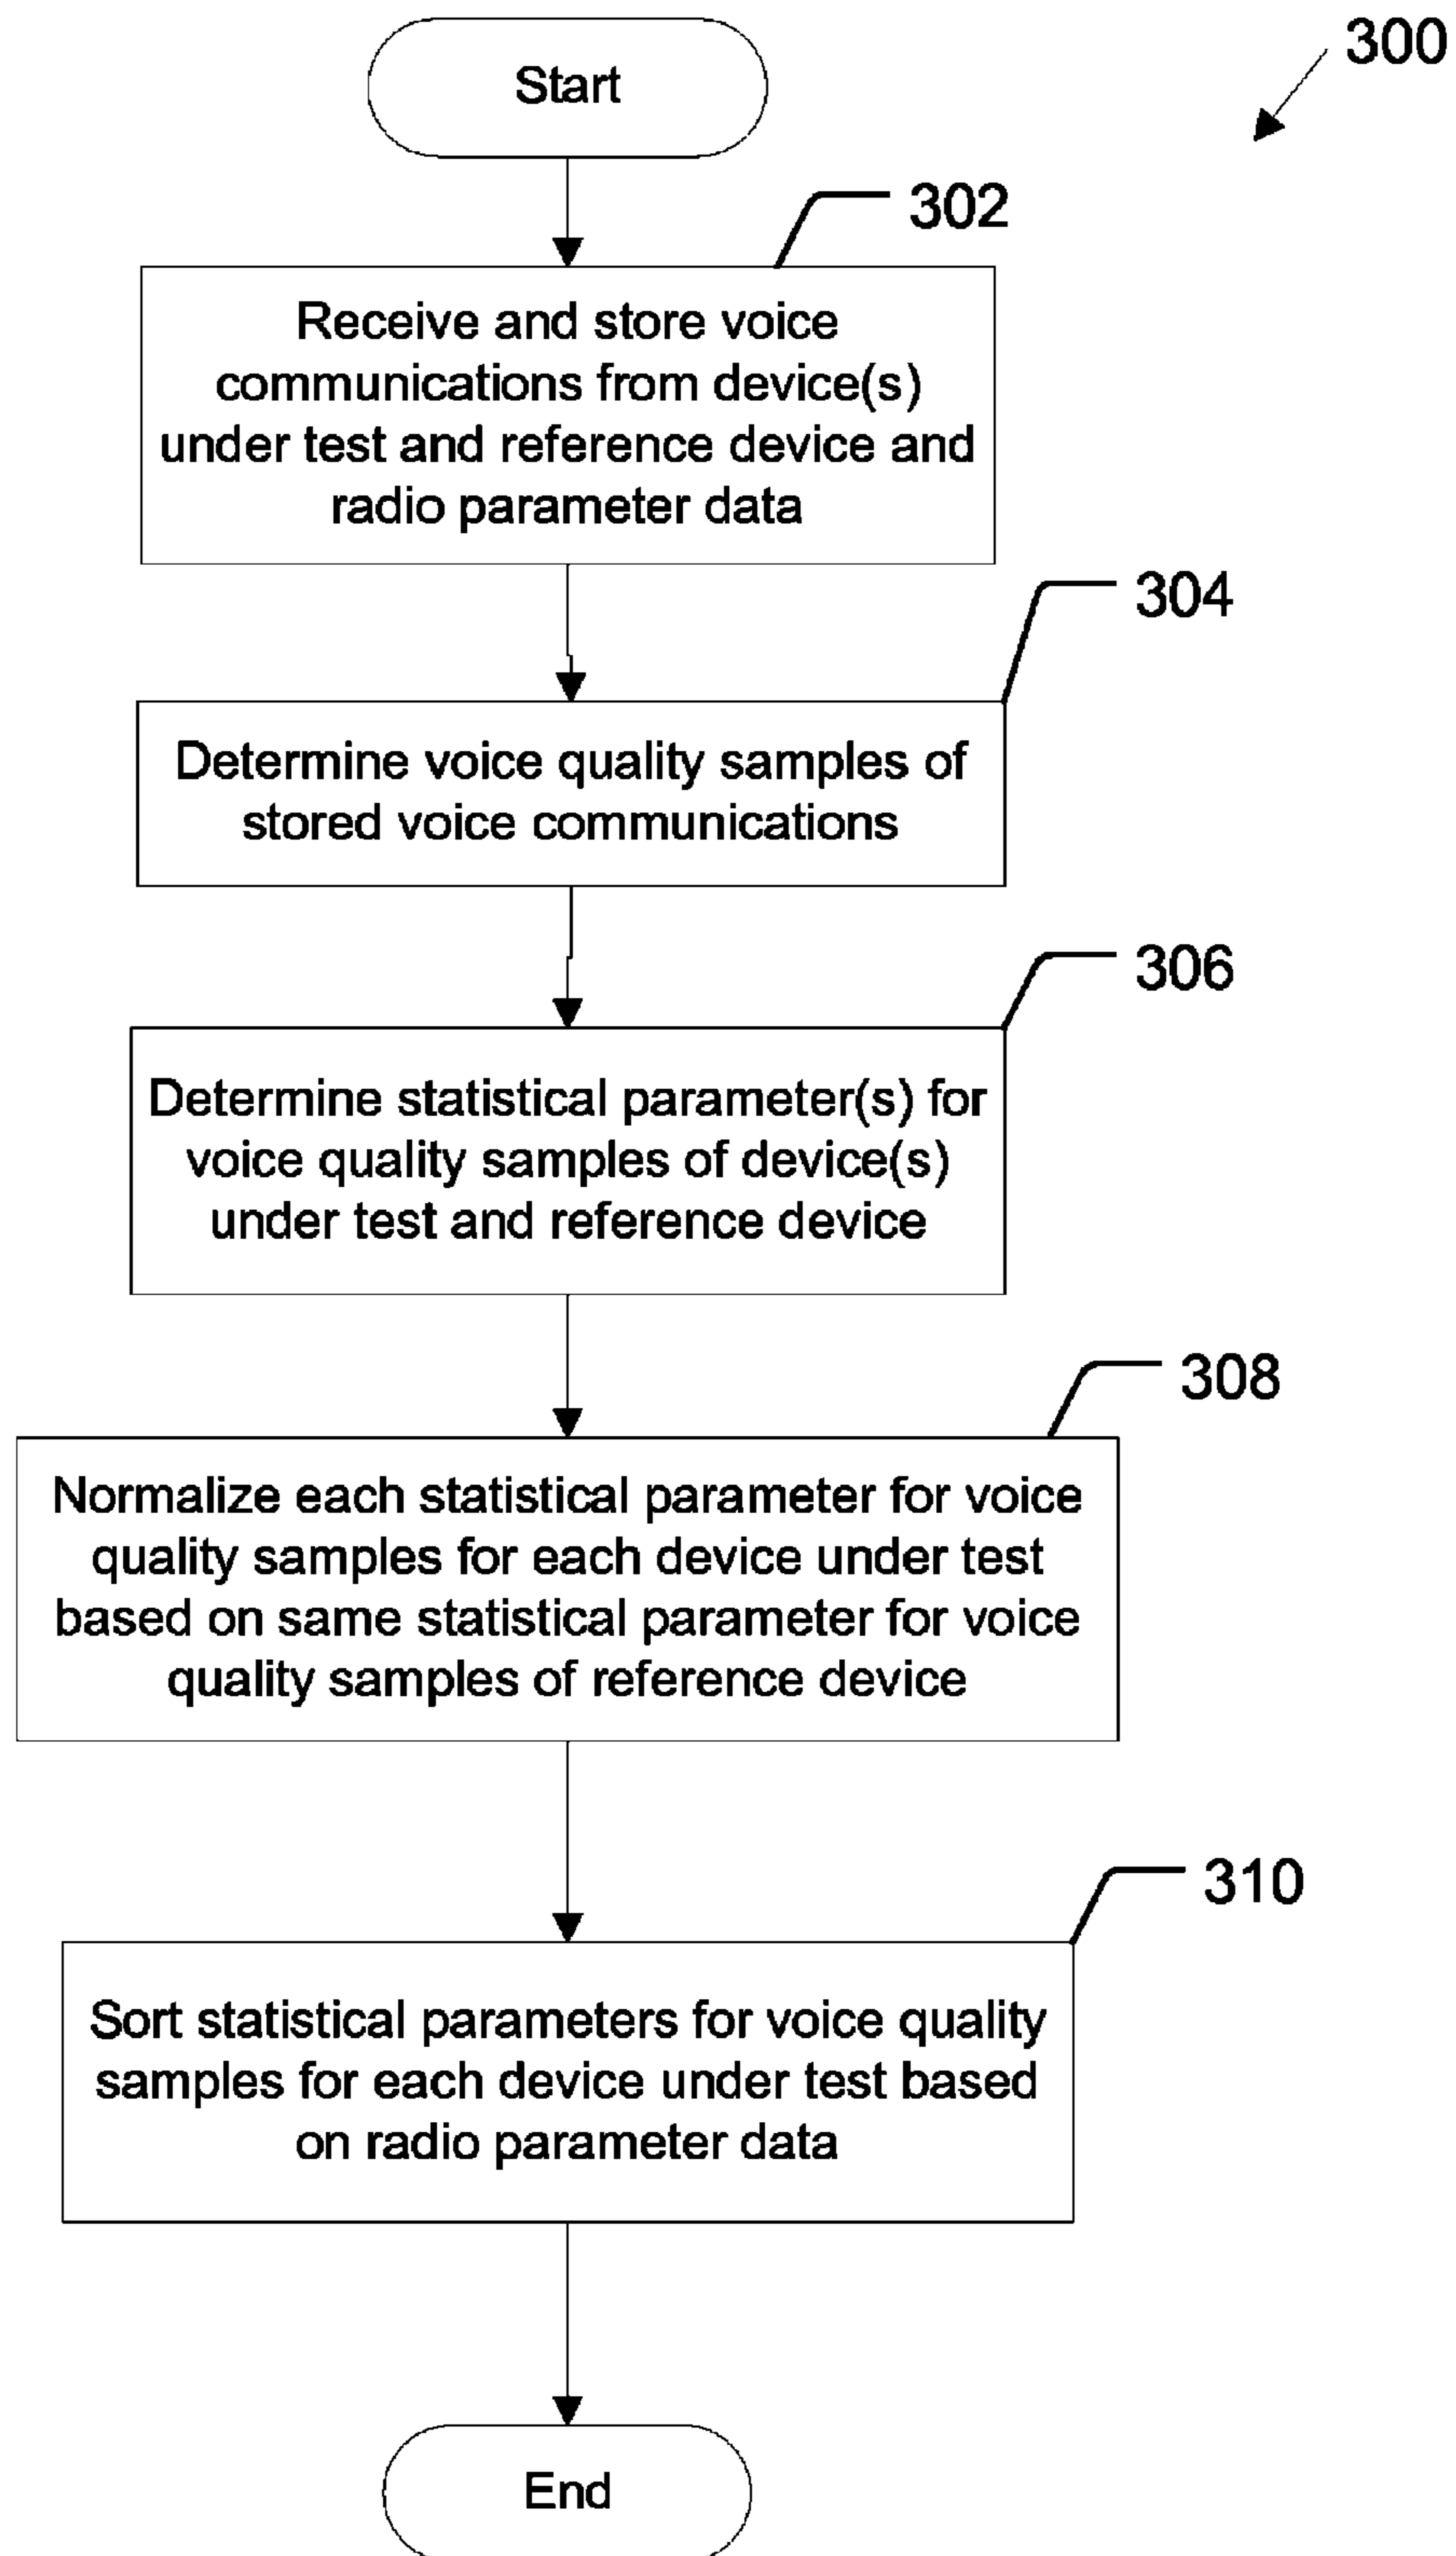 300
Start
302
Receive and store voice
communications from device(s)
under test and reference device and
radio parameter data
304
Determine voice quality samples of
stored voice communications
306
Determine statistical parameter(s) for
voice quality samples of device(s)
under test and reference device
308
Normalize each statistical parameter for voice
quality samples for each device under test
based on same statistical parameter for voice
quality samples of reference device
310
Sort statistical parameters for voice quality
samples for each device under test based
on radio parameter data
End